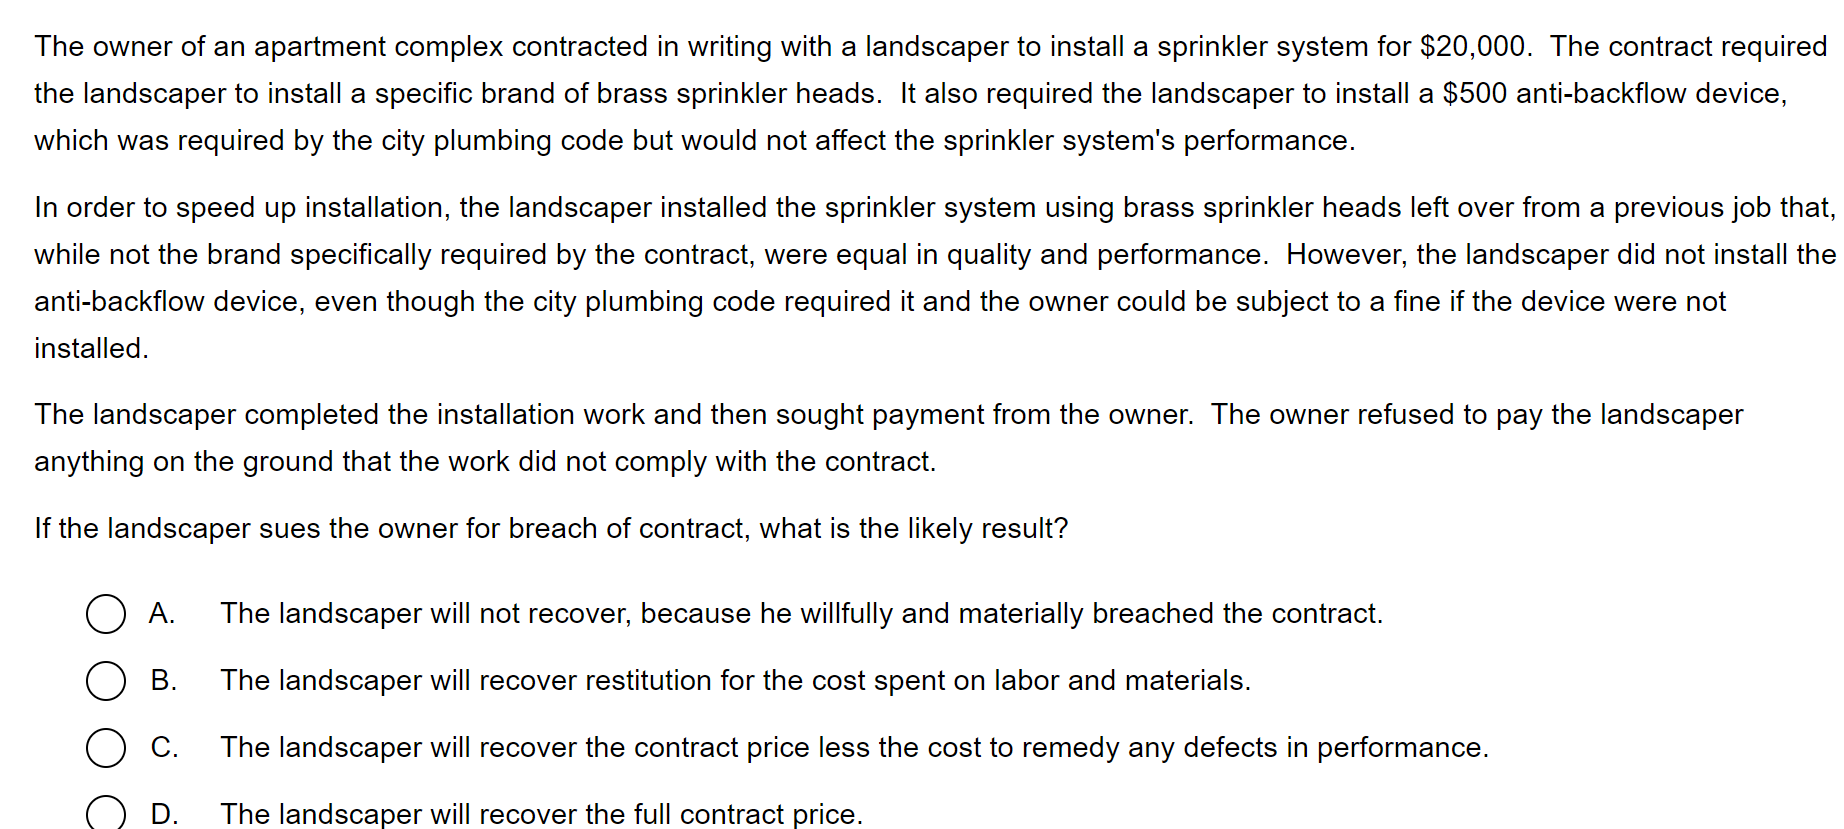 The owner of an apartment complex contracted in writing with a landscaper to install a sprinkler system for $20,000.  The contract required
the landscaper to install a specific brand of brass sprinkler heads.  It also required the landscaper to install a $500 anti-backflow device,
which was required by the city plumbing code but would not affect the sprinkler system's performance.
In order to speed up installation, the landscaper installed the sprinkler system using brass sprinkler heads left over from a previous job that,
while not the brand specifically required by the contract, were equal in quality and performance.  However, the landscaper did not install the
anti-backflow device, even though the city plumbing code required it and the owner could be subject to a fine if the device were not
installed.
The landscaper completed the installation work and then sought payment from the owner.  The owner refused to pay the landscaper
anything on the ground that the work did not comply with the contract.
If the landscaper sues the owner for breach of contract, what is the likely result?
A. The landscaper will not recover, because he willfully and materially breached the contract.
B. The landscaper will recover restitution for the cost spent on labor and materials.
C. The landscaper will recover the contract price less the cost to remedy any defects in performance.
D. The landscaper will recover the full contract price.